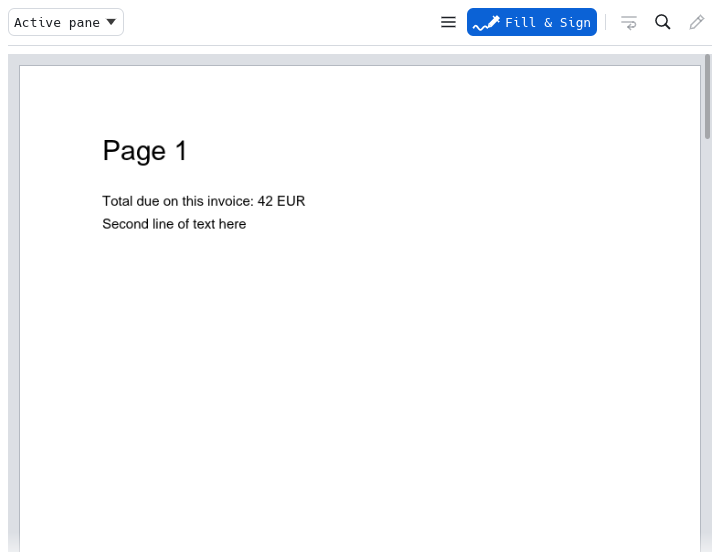 Active pane
Fill & Sign
Page 1
Total due on this invoice: 42 EUR
Second line of text here